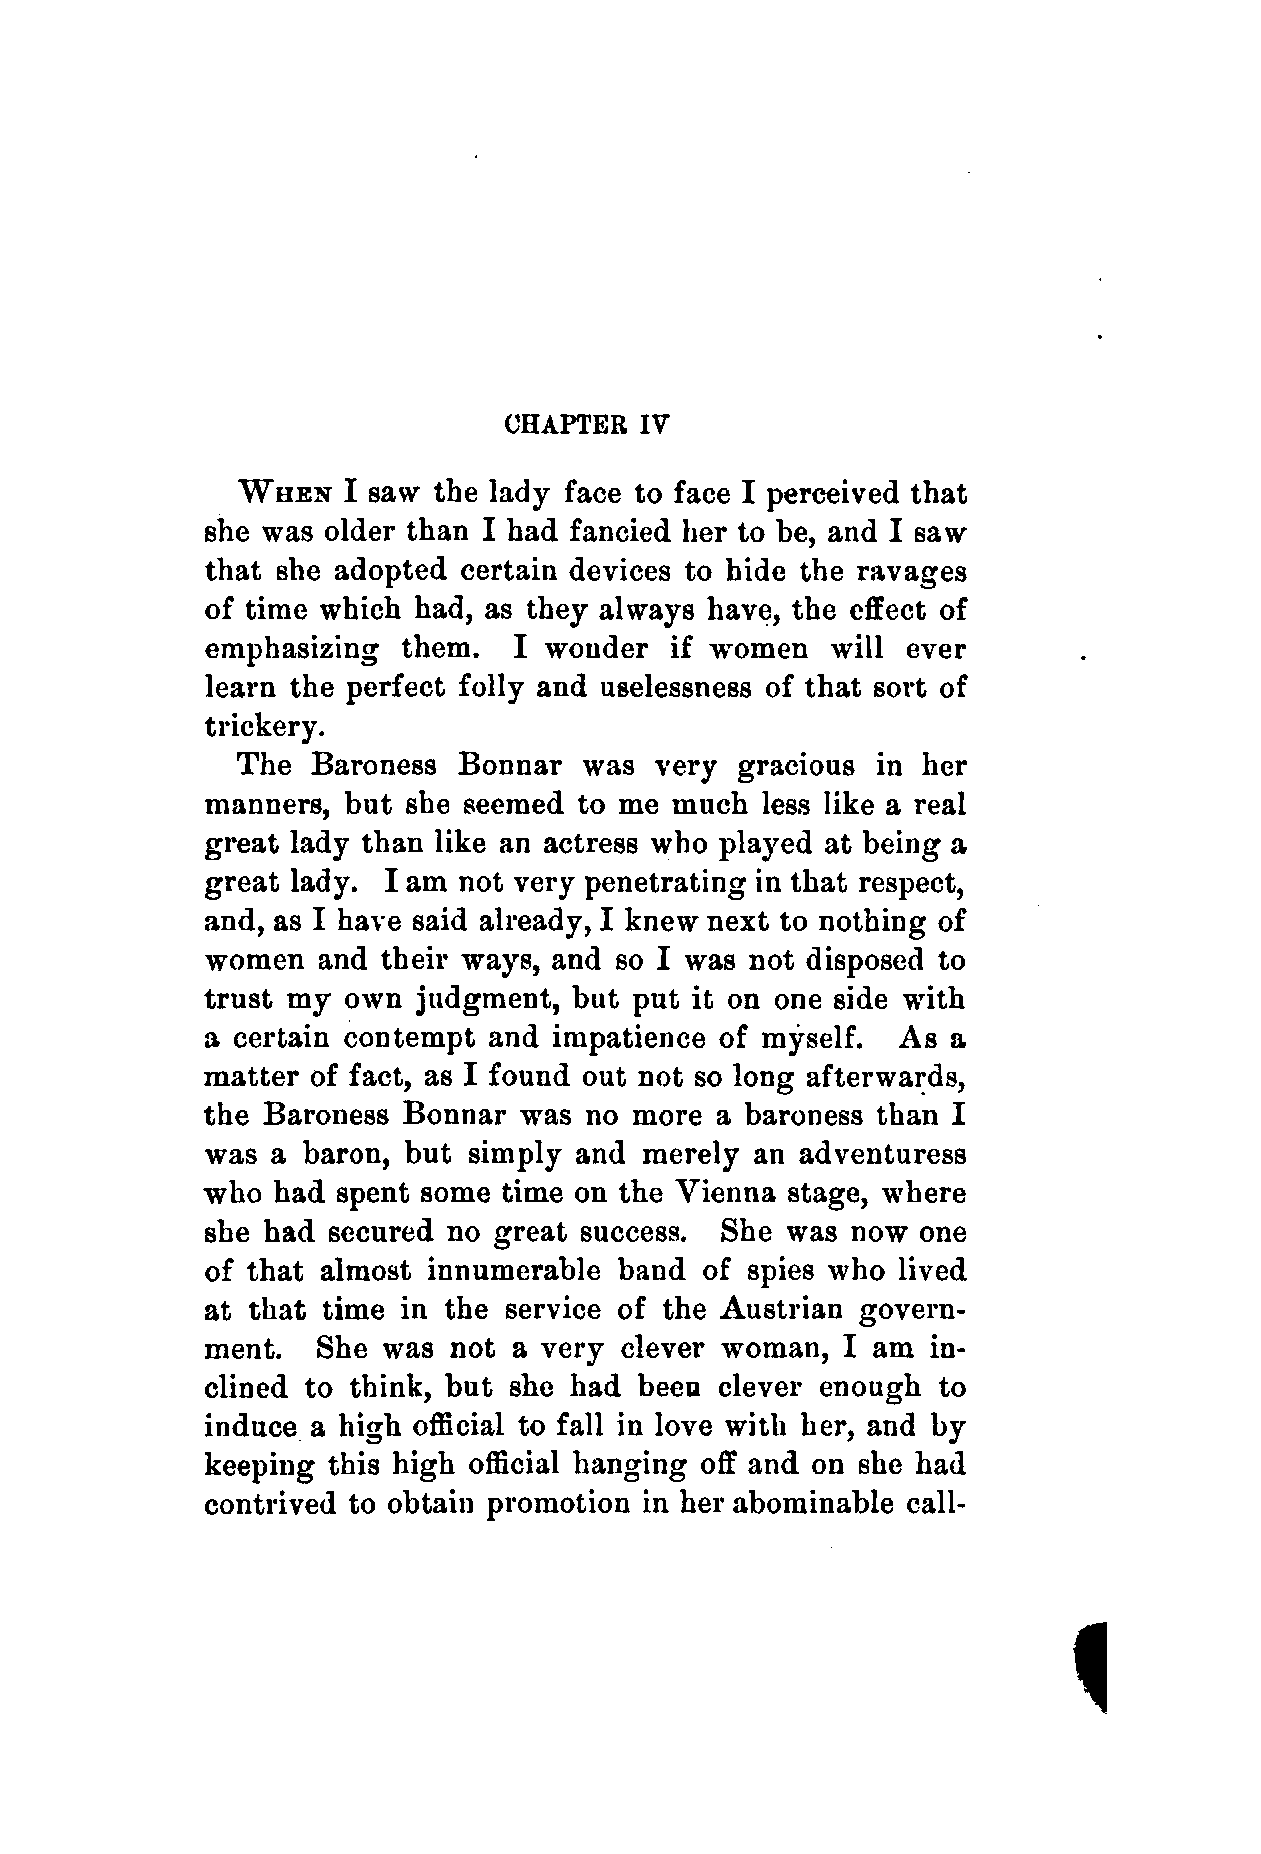 CHAPTER IV
WHEN I saw the lady face to face I perceived that
she was older than I had fancied her to be, and I saw
that she adopted certain devices to hide the ravages
of time which had, as they always have, the effect of
emphasizing them. I wonder if women will ever
learn the perfect folly and uselessness of that sort of
trickery.
The Baroness Bonnar was very gracious in her
manners, but she seemed to me much less like a real
great lady than like an actress who played at being a
great lady. I am not very penetrating in that respect,
and, as I have said already, I knew next to nothing of
women and their ways, and so I was not disposed to
trust my own judgment, but put it on one side with
a certain contempt and impatience of myself. As a
matter of fact, as I found out not so long afterwards,
the Baroness Bonnar was no more a baroness than I
was a baron, but simply and merely an adventuress
who had spent some time on the Vienna stage, where
she had secured no great success. She was now one
of that almost innumerable band of spies who lived
at that time in the service of the Austrian govern-
ment. She was not a very clever woman, I am in-
clined to think, but she had been clever enough to
induce a high official to fall in love with her, and by
keeping this high official hanging off and on she had
contrived to obtain promotion in her abominable call-